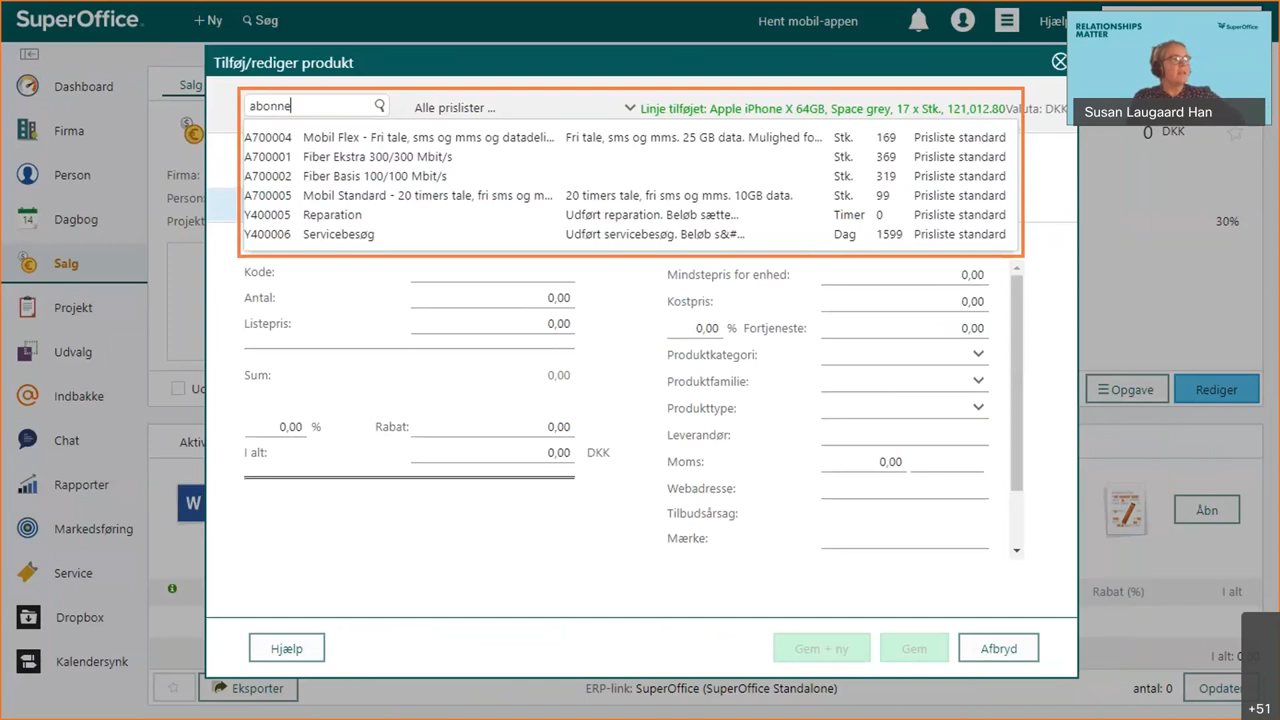 SuperOffice
+ Ny
Søg
Hent mobil-appen
Hjælp
RELATIONSHIPS
MATTER
SuperOffice
Susan Laugaard Han
Dashboard
Firma
Person
Dagbog
14
Salg
Projekt
Udvalg
Indbakke
Chat
Rapporter
Markedsføring
Service
Dropbox
Kalendersynk
Salg
Firma:
Person:
Projekt
Tilføj/rediger produkt
abonne
Alle prislister ...
Linje tilføjet: Apple iPhone X 64GB, Space grey, 17 x Stk., 121,012.80
Valuta: DKK
0 DKK
30%
A700004 Mobil Flex - Fri tale, sms og mms og datadeli... Fri tale, sms og mms. 25 GB data. Mulighed fo... Stk. 169 Prisliste standard
A700001 Fiber Ekstra 300/300 Mbit/s Stk. 369 Prisliste standard
A700002 Fiber Basis 100/100 Mbit/s Stk. 319 Prisliste standard
A700005 Mobil Standard - 20 timers tale, fri sms og m... 20 timers tale, fri sms og mms. 10GB data. Stk. 99 Prisliste standard
Y400005 Reparation Udført reparation. Beløb sætte... Timer 0 Prisliste standard
Y400006 Servicebesøg Udført servicebesøg. Beløb s&#... Dag 1599 Prisliste standard
Kode:
Antal: 0,00
Listepris: 0,00
Sum: 0,00
0,00 % Rabat: 0,00
I alt: 0,00 DKK
Mindstepris for enhed: 0,00
Kostpris: 0,00
0,00 % Fortjeneste: 0,00
Produktkategori:
Produktfamilie:
Produkttype:
Leverandør:
Moms: 0,00
Webadresse:
Tilbudsårsag:
Mærke:
Hjælp
Gem + ny
Gem
Afbryd
Opgave
Rediger
Aktiv
W
Åbn
Rabat (%)
I alt
I alt:
Eksporter
ERP-link: SuperOffice (SuperOffice Standalone)
antal: 0
Opdater
+51